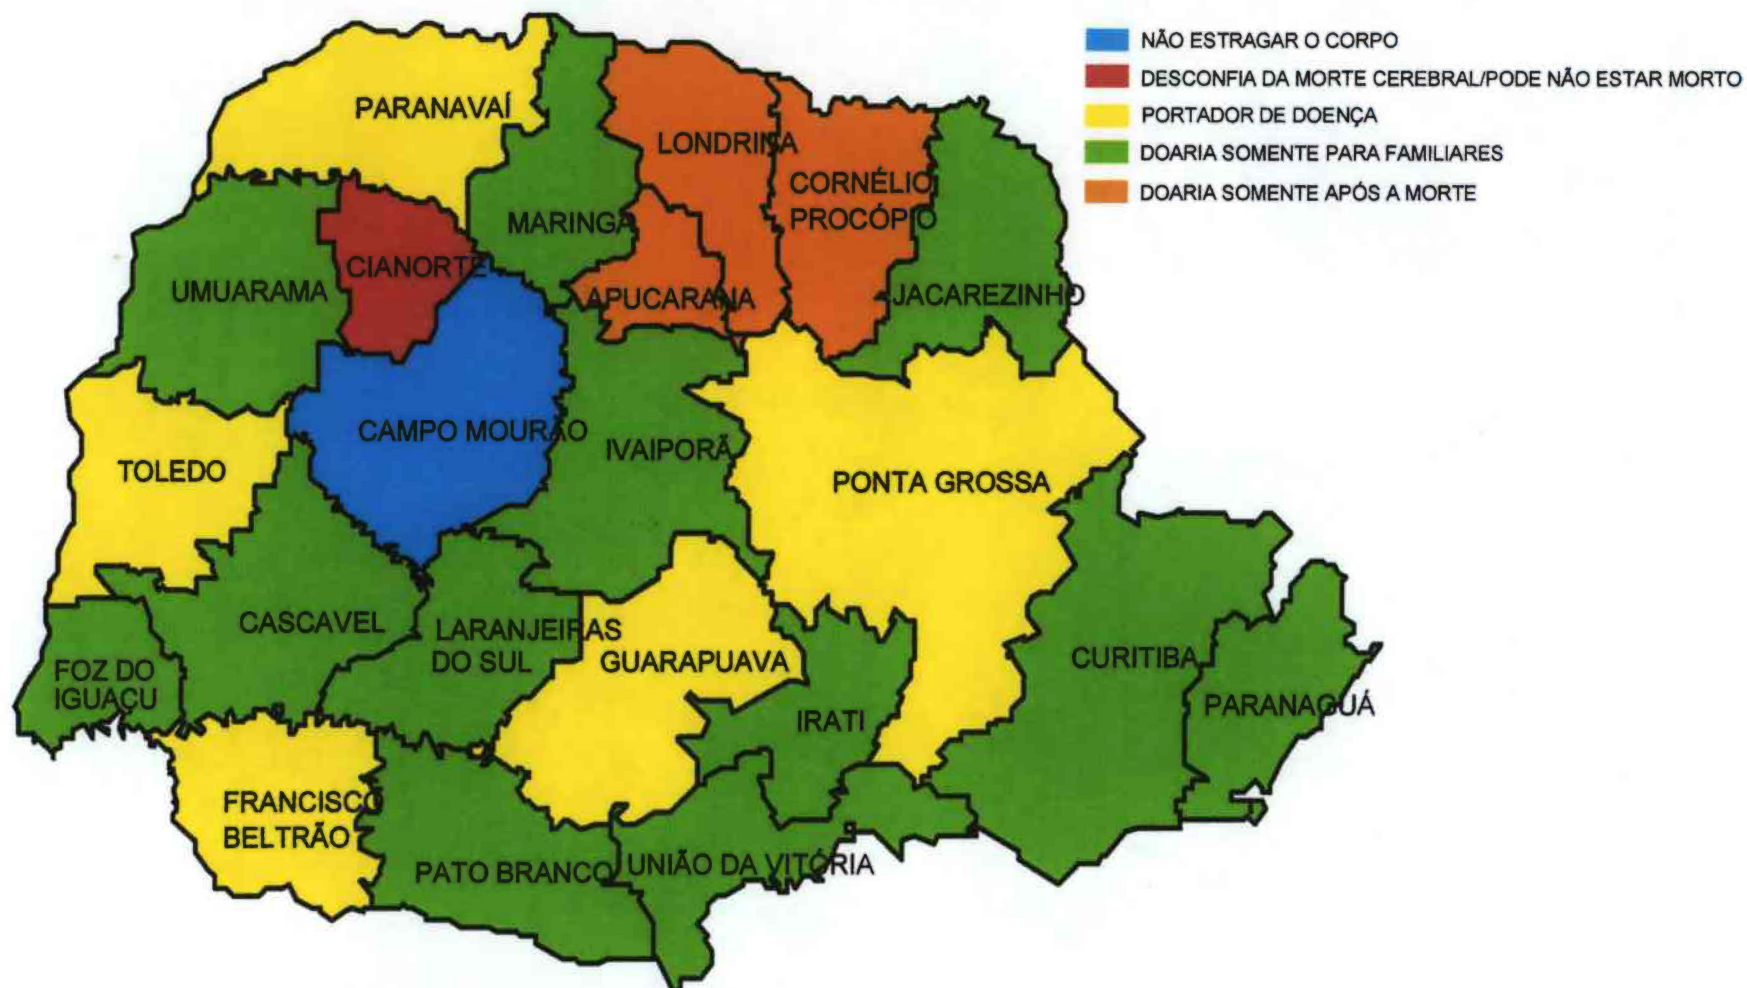 NÃO ESTRAGAR O CORPO
DESCONFIA DA MORTE CEREBRAL/PODE NÃO ESTAR MORTO
PORTADOR DE DOENÇA
DOARIA SOMENTE PARA FAMILIARES
DOARIA SOMENTE APÓS A MORTE
PARANAVAÍ
LONDRINA
CORNÉLIO
PROCÓPIO
MARINGA
CIANORTE
UMUARAMA
APUCARANA
JACAREZINHO
CAMPO MOURÃO
IVAIPORÃ
TOLEDO
PONTA GROSSA
CASCAVEL
LARANJEIRAS
DO SUL
GUARAPUAVA
CURITIBA
FOZ DO
IGUAÇU
PARANAGUÁ
IRATI
FRANCISCO
BELTRÃO
PATO BRANCO
UNIÃO DA VITÓRIA